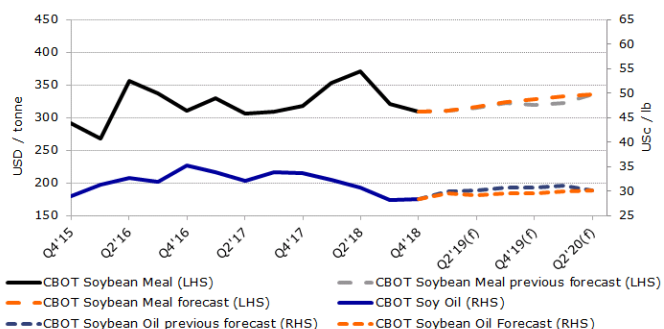 450
400
350
300
250
200
150
USD / tonne
65
60
55
50
45
40
35
30
25
USc / lb
Q4'15
Q2'16
Q4'16
Q2'17
Q4'17
Q2'18
Q4'18
Q2'19(f)
Q4'19(f)
Q2'20(f)
CBOT Soybean Meal (LHS)
CBOT Soybean Meal previous forecast (LHS)
CBOT Soybean Meal forecast (LHS)
CBOT Soy Oil (RHS)
CBOT Soybean Oil previous forecast (RHS)
CBOT Soybean Oil Forecast (RHS)